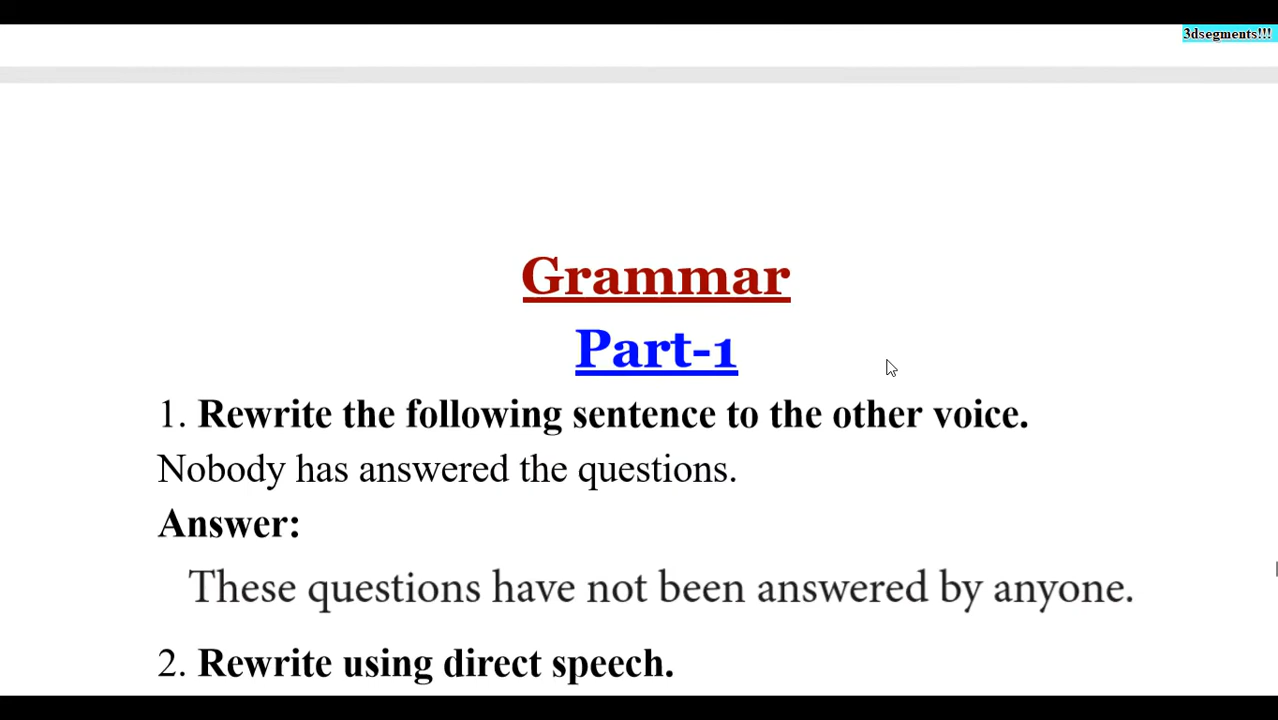 3dsegments!!!
Grammar
Part-1
1. Rewrite the following sentence to the other voice.
Nobody has answered the questions.
Answer:
These questions have not been answered by anyone.
2. Rewrite using direct speech.